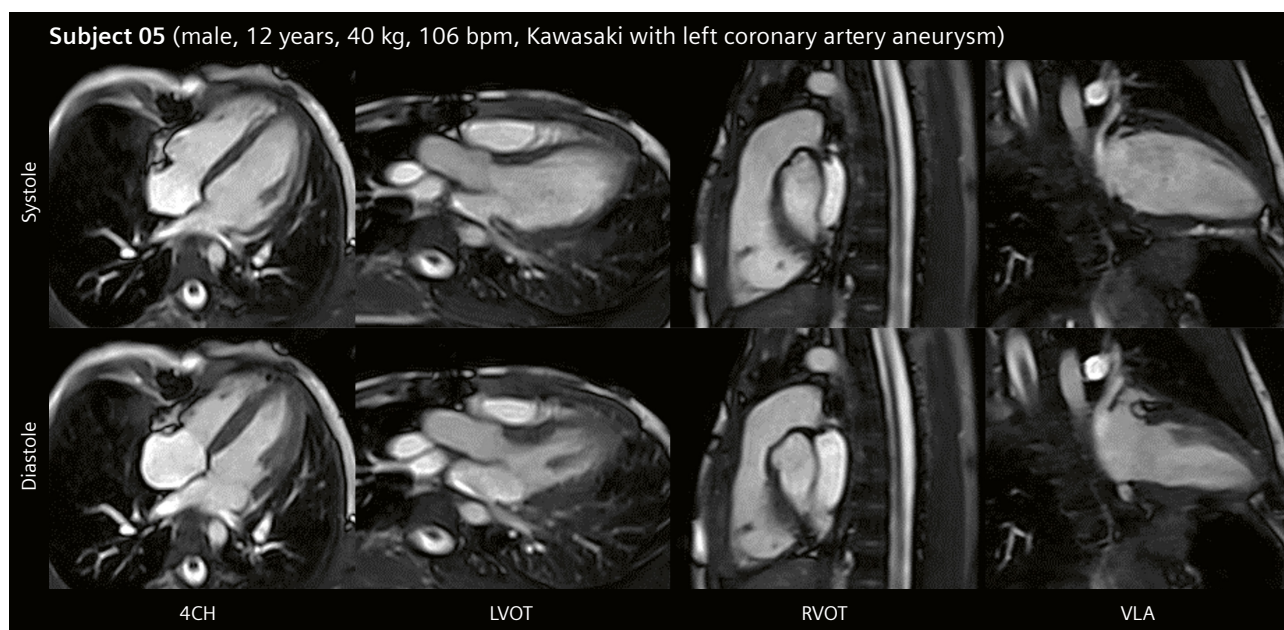 Subject 05 (male, 12 years, 40 kg, 106 bpm, Kawasaki with left coronary artery aneurysm)
Systole
Diastole
4CH
LVOT
RVOT
VLA